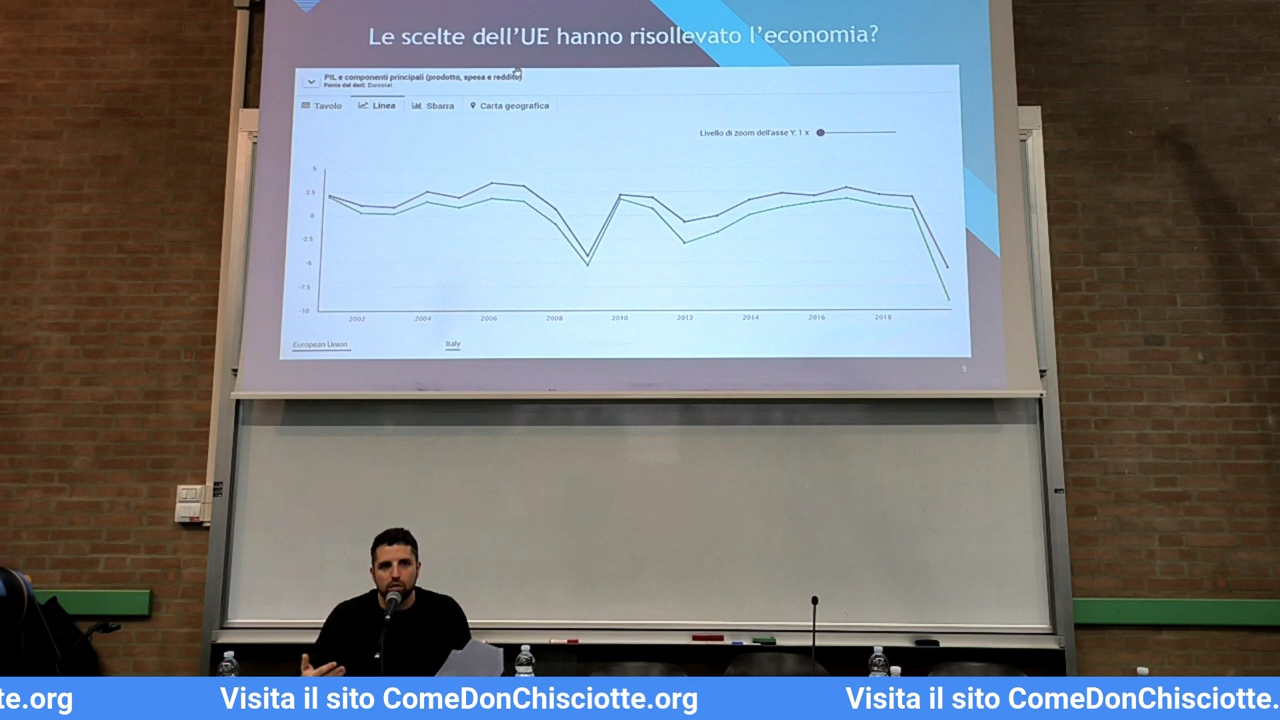 Le scelte dell'UE hanno risollevato l'economia?
PIL e componenti principali (prodotto, spesa e reddito)
Fonte dei dati: Eurostat
Tavolo Linea Sbarra Carta geografica
Livello di zoom dell'asse Y: 1 x
5
2.5
0
-2.5
-5
-7.5
-10
2002 2004 2006 2008 2010 2012 2014 2016 2018
European Union Italy
5
te.org Visita il sito ComeDonChisciotte.org Visita il sito ComeDonChisciotte.